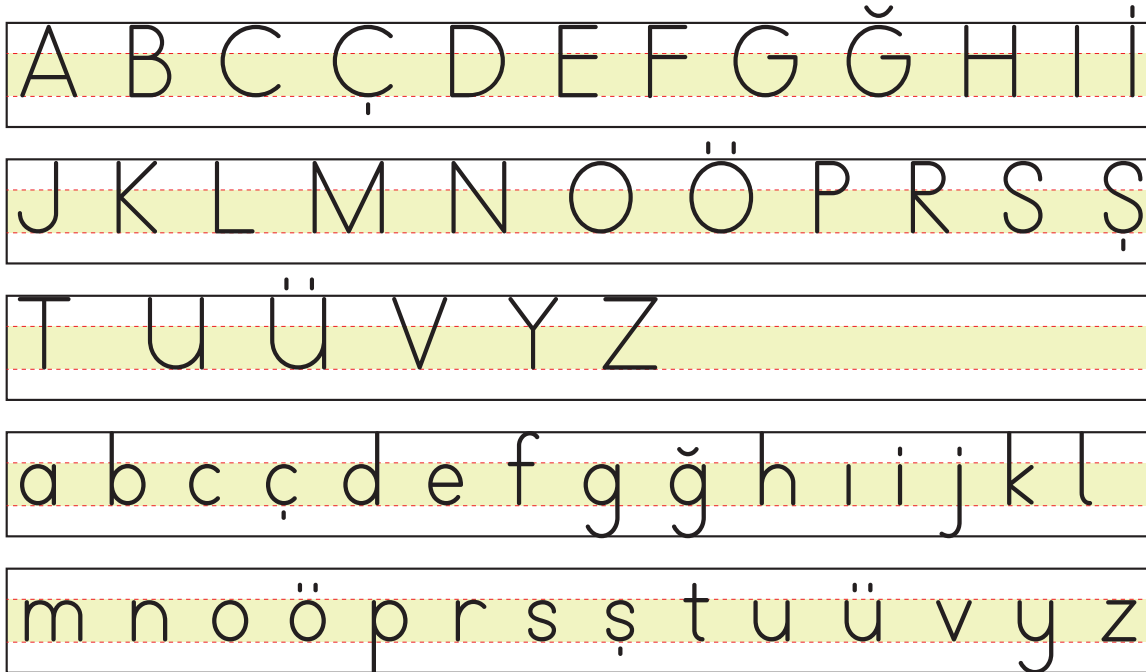 A B C Ç D E F G Ğ H I İ
J K L M N O Ö P R S Ş
T U Ü V Y Z
a b c ç d e f g ğ h ı i j k l
m n o ö p r s ş t u ü v y z